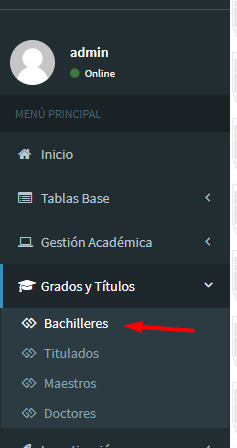 admin
Online
MENÚ PRINCIPAL
Inicio
Tablas Base
Gestión Académica
Grados y Títulos
Bachilleres
Titulados
Maestros
Doctores